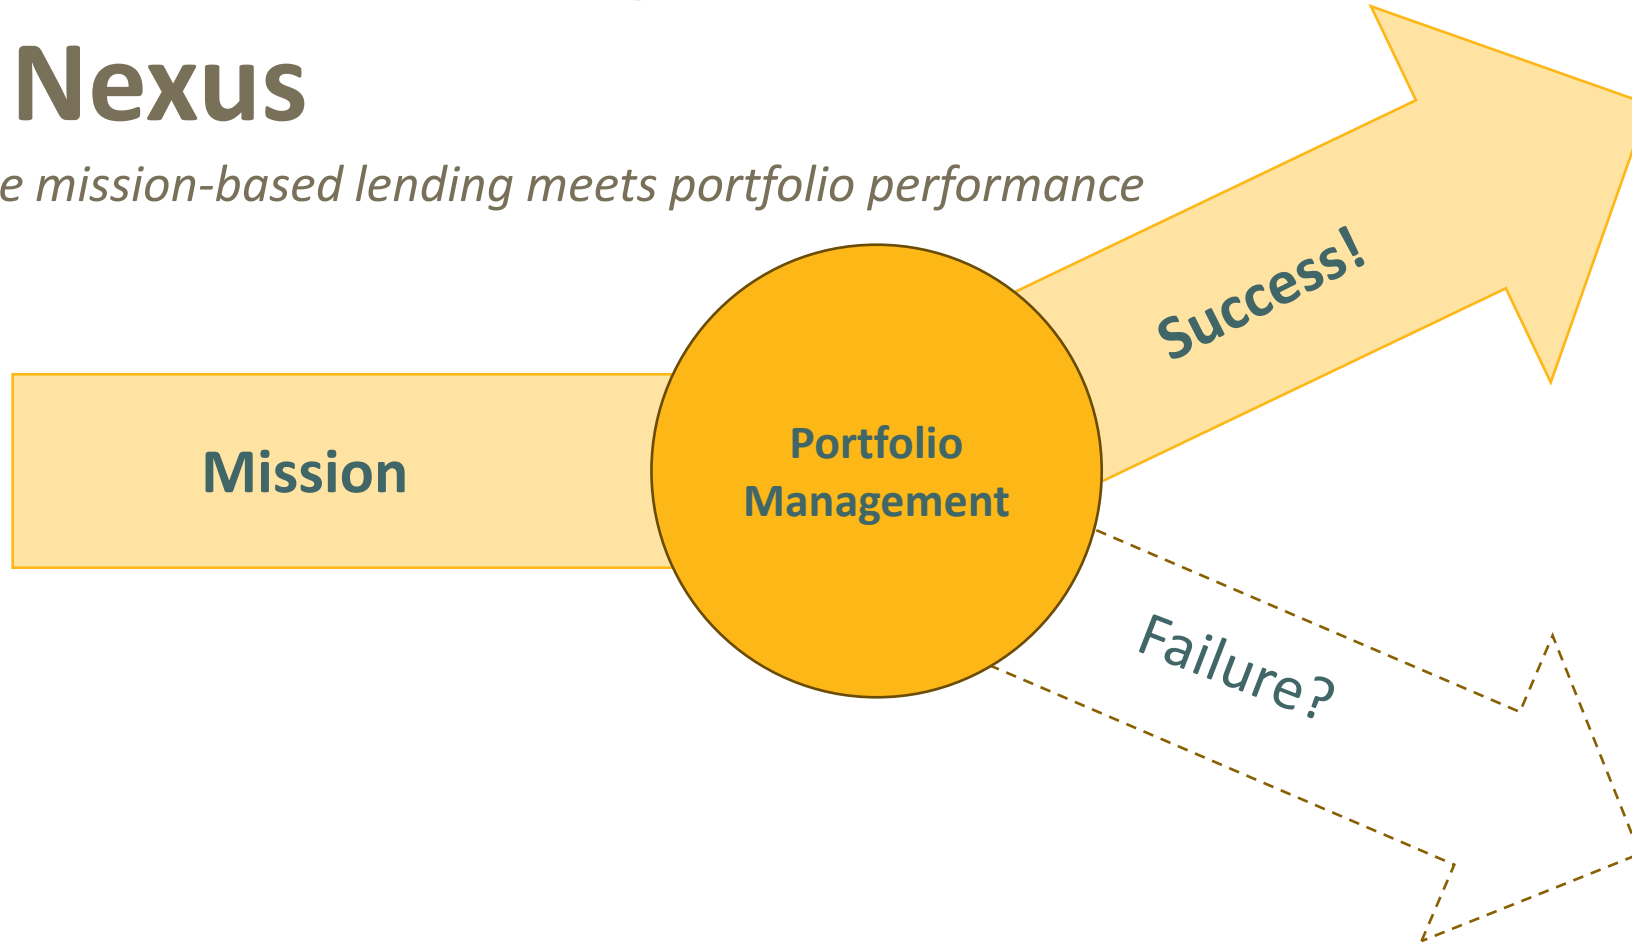 Nexus
e mission-based lending meets portfolio performance
Success!
Mission
Portfolio
Management
Failure?